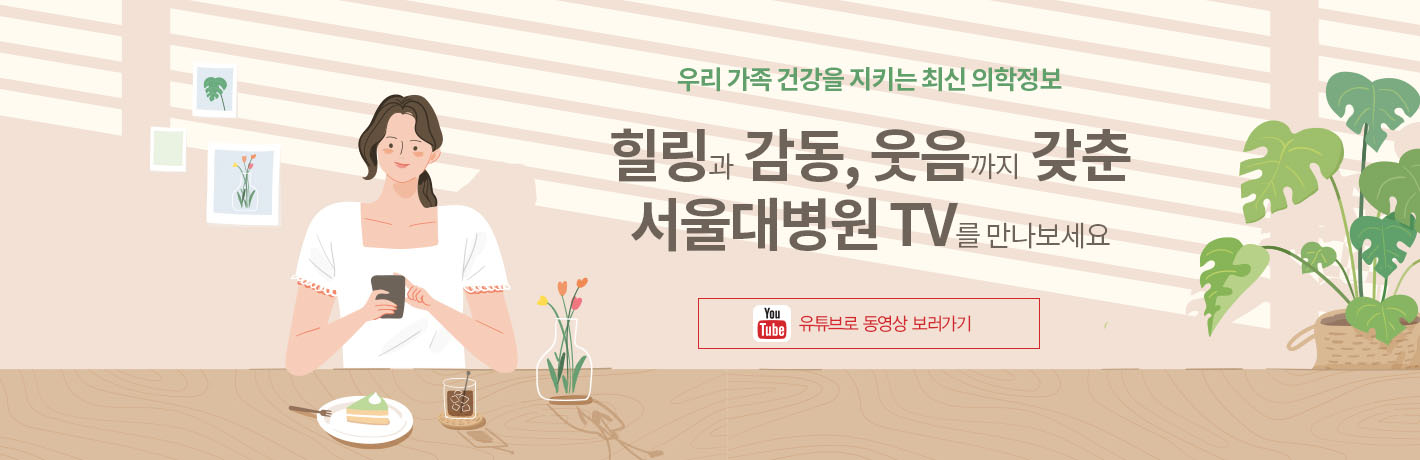 우리 가족 건강을 지키는 최신 의학정보
힐링과 감동, 웃음까지 갖춘
서울대병원 TV를 만나보세요
You
Tube
유튜브로 동영상 보러가기